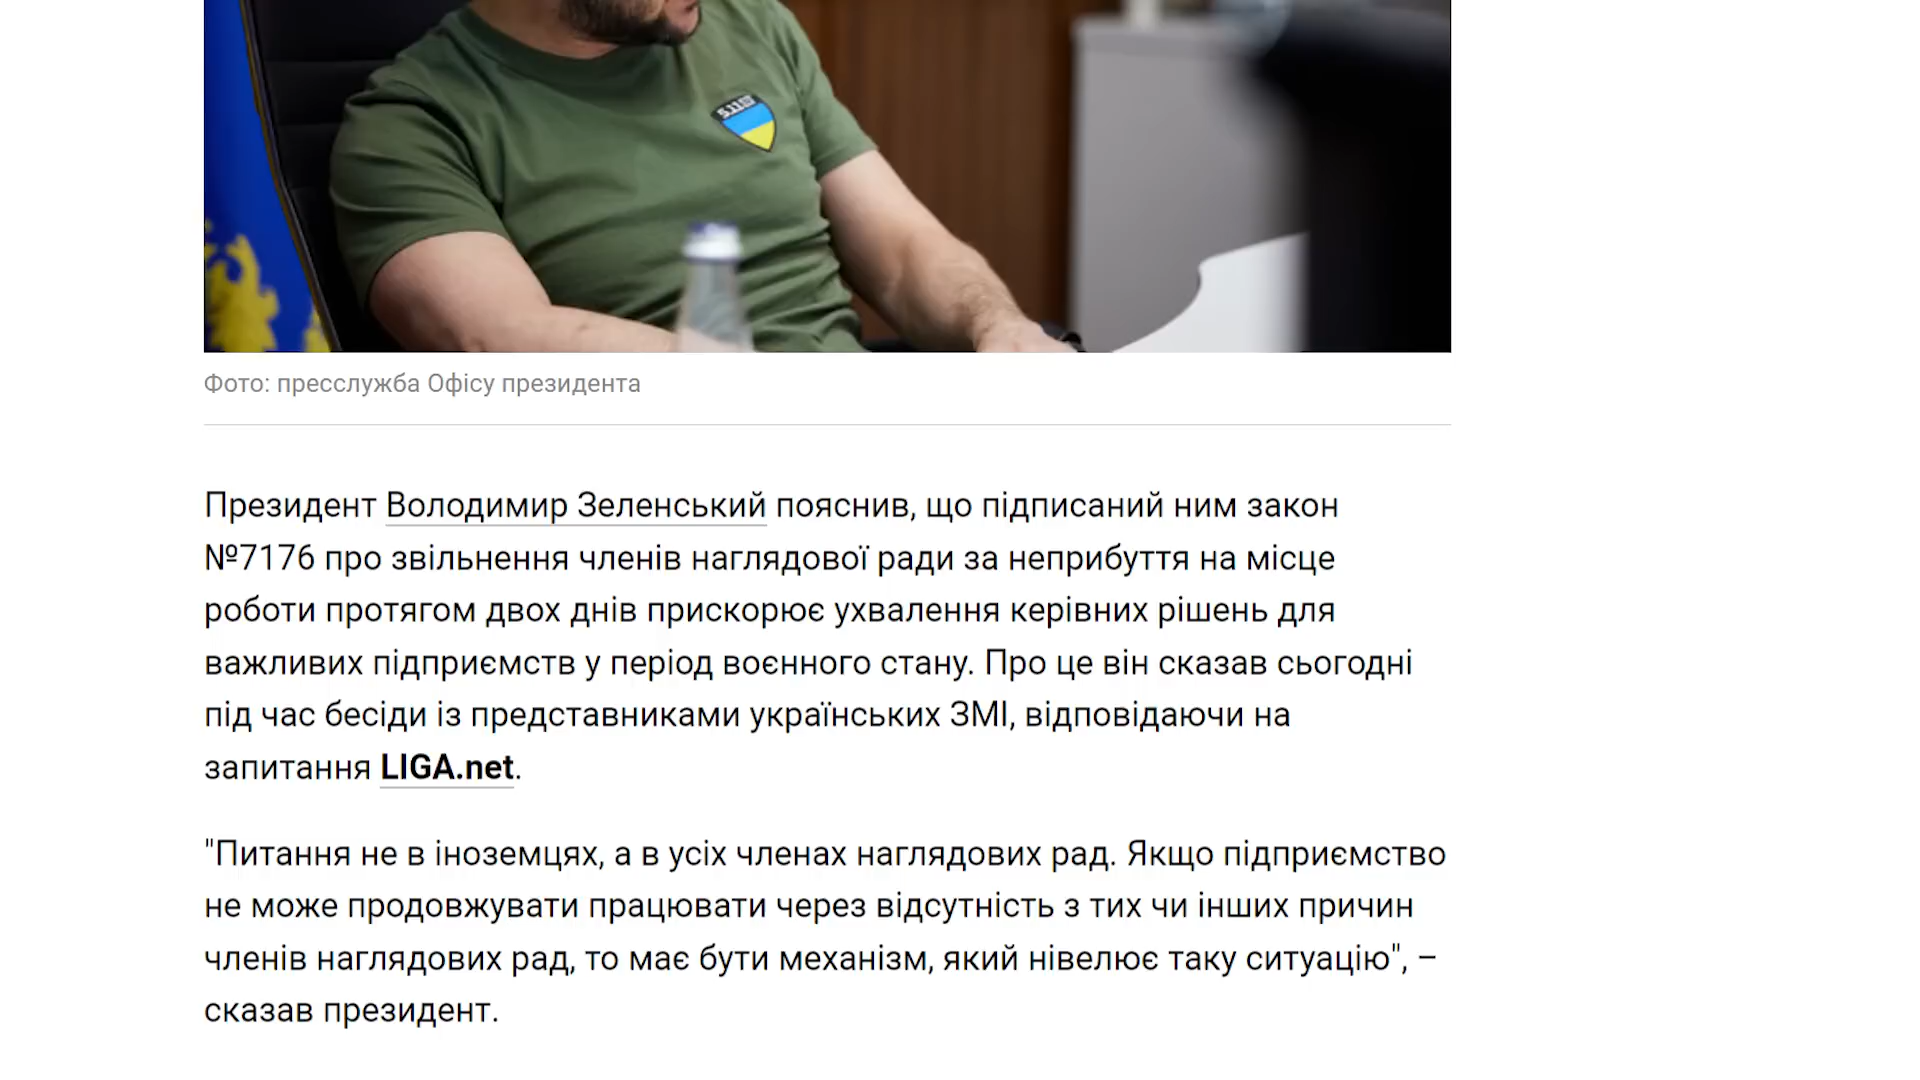 5.11
Фото: пресслужба Офісу президента
Президент Володимир Зеленський пояснив, що підписаний ним закон
№7176 про звільнення членів наглядової ради за неприбуття на місце
роботи протягом двох днів прискорює ухвалення керівних рішень для
важливих підприємств у період воєнного стану. Про це він сказав сьогодні
під час бесіди із представниками українських ЗМІ, відповідаючи на
запитання LIGA.net.
"Питання не в іноземцях, а в усіх членах наглядових рад. Якщо підприємство
не може продовжувати працювати через відсутність з тих чи інших причин
членів наглядових рад, то має бути механізм, який нівелює таку ситуацію", –
сказав президент.